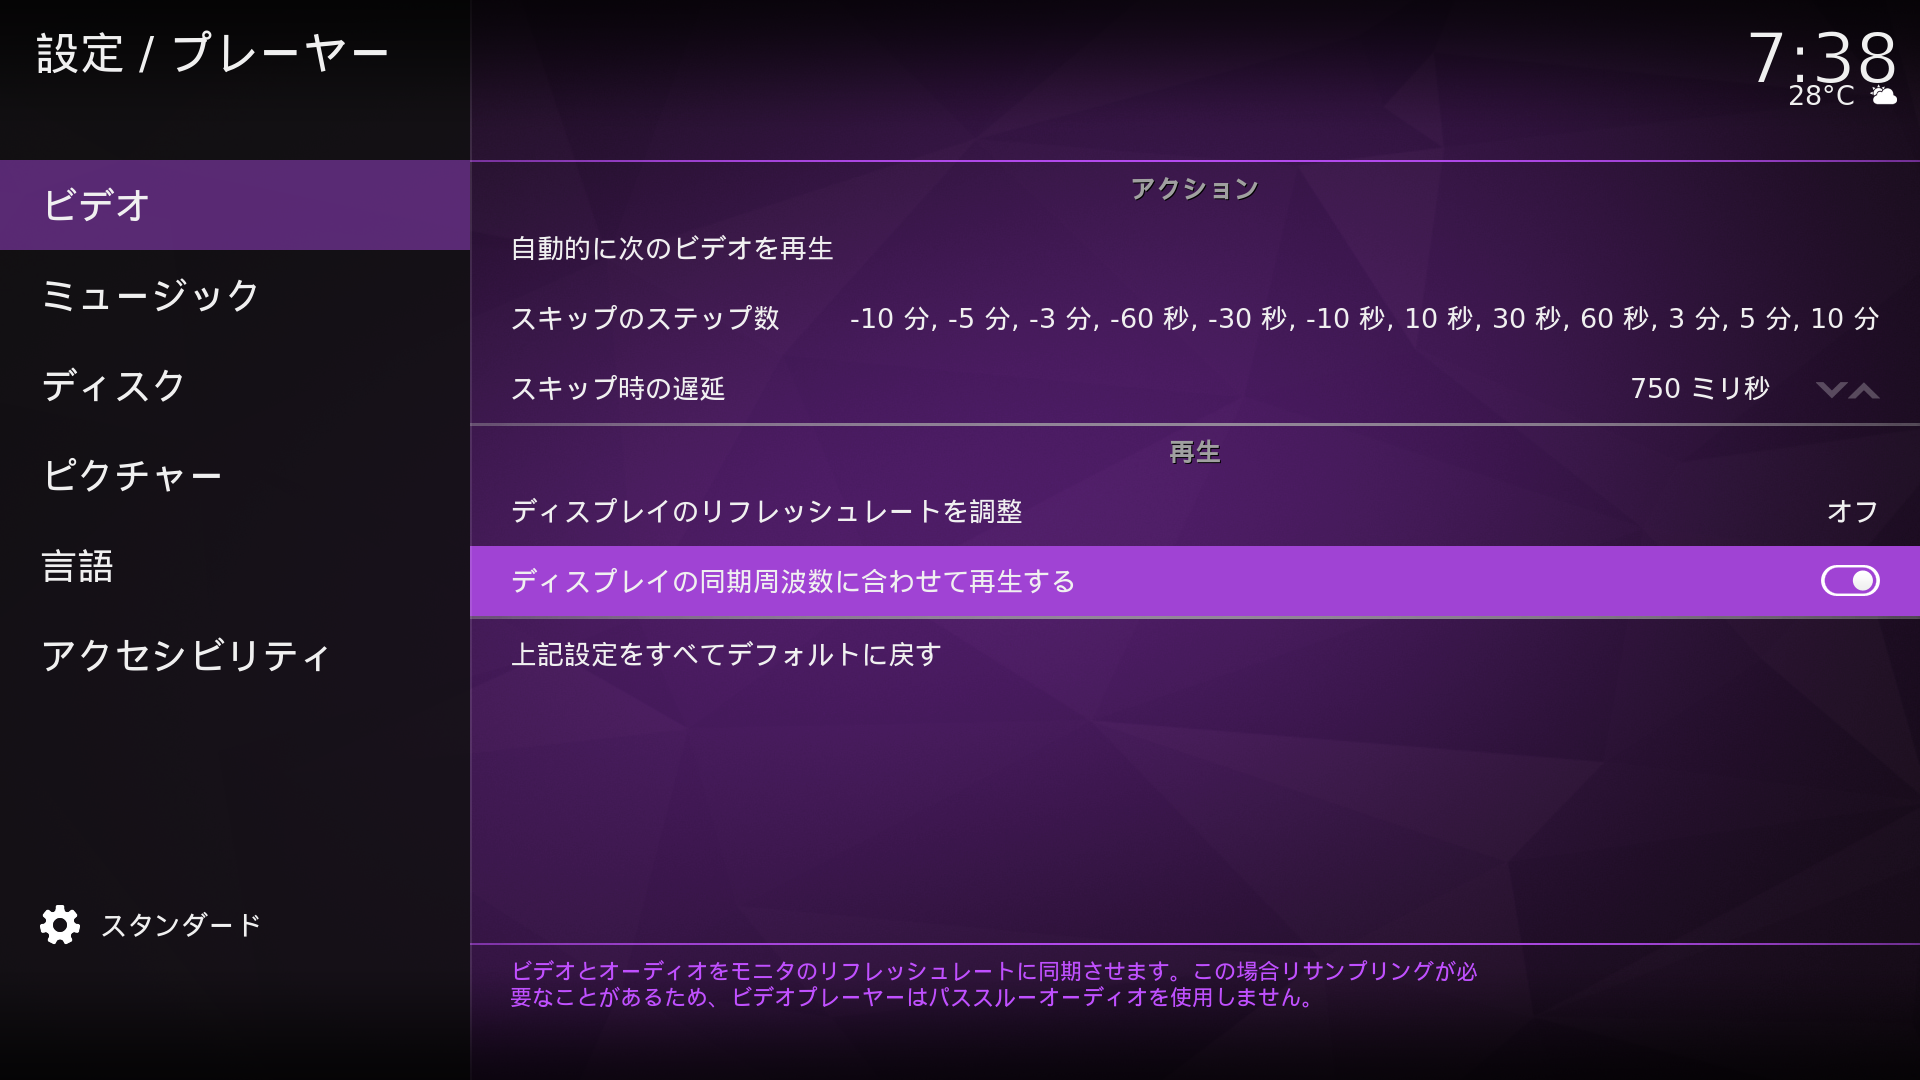 設定 / プレーヤー
7:38
28°C
ビデオ
ミュージック
ディスク
ピクチャー
言語
アクセシビリティ
スタンダード
アクション
自動的に次のビデオを再生
スキップのステップ数 -10 分, -5 分, -3 分, -60 秒, -30 秒, -10 秒, 10 秒, 30 秒, 60 秒, 3 分, 5 分, 10 分
スキップ時の遅延 750 ミリ秒
再生
ディスプレイのリフレッシュレートを調整 オフ
ディスプレイの同期周波数に合わせて再生する
上記設定をすべてデフォルトに戻す
ビデオとオーディオをモニタのリフレッシュレートに同期させます。この場合リサンプリングが必
要なことがあるため、ビデオプレーヤーはパススルーオーディオを使用しません。